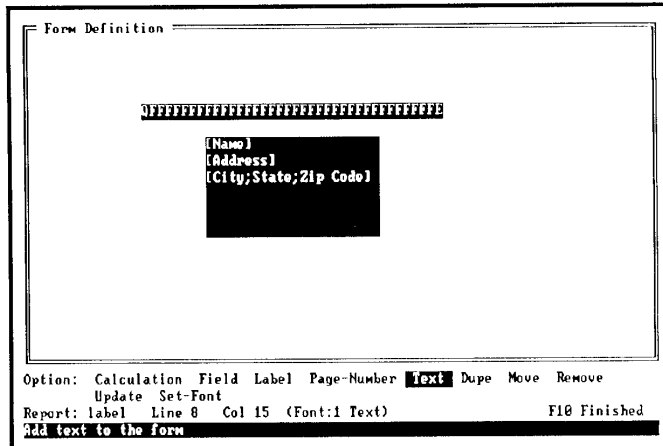 Form Definition
[Name]
[Address]
[City;State;Zip Code]
Option: Calculation Field Label Page-Number Text Dupe Move Remove
Update Set-Font
Report: label Line 8 Col 15 (Font:1 Text) F10 Finished
Add text to the form